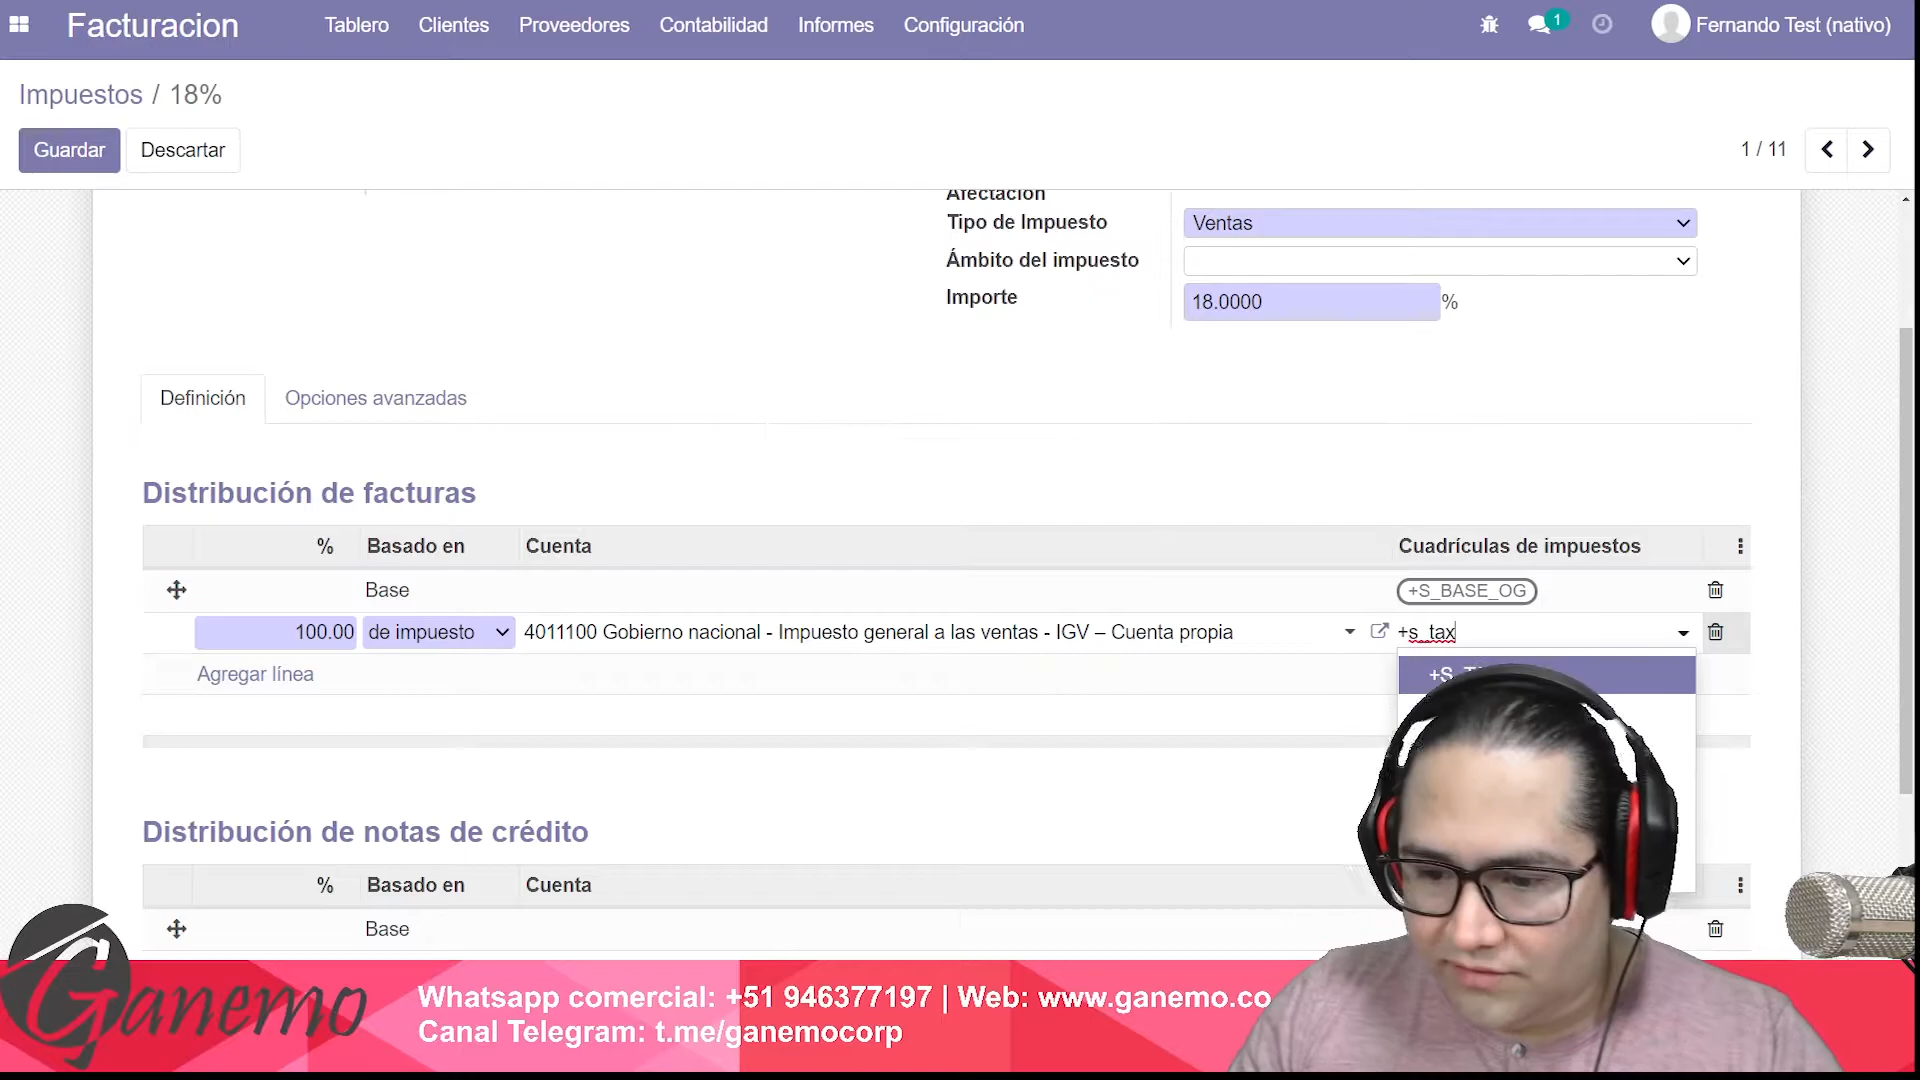 Facturacion Tablero Clientes Proveedores Contabilidad Informes Configuración 1 Fernando Test (nativo)
Impuestos / 18%
Guardar Descartar 1 / 11
Afectación
Tipo de Impuesto Ventas
Ámbito del impuesto
Importe 18.0000 %
Definición Opciones avanzadas
Distribución de facturas
% Basado en Cuenta Cuadrículas de impuestos
Base +S_BASE_OG
100.00 de impuesto 4011100 Gobierno nacional - Impuesto general a las ventas - IGV – Cuenta propia +s_tax
Agregar línea
Distribución de notas de crédito
% Basado en Cuenta
Base
Ganemo
Whatsapp comercial: +51 946377197 | Web: www.ganemo.co
Canal Telegram: t.me/ganemocorp